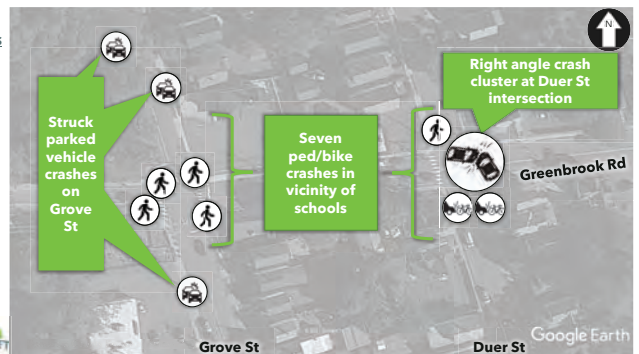 s
N
Right angle crash
cluster at Duer St
intersection
Struck
parked
vehicle
crashes
on
Grove
St
Seven
ped/bike
crashes in
vicinity of
schools
Greenbrook Rd
Google Earth
Grove St
Duer St